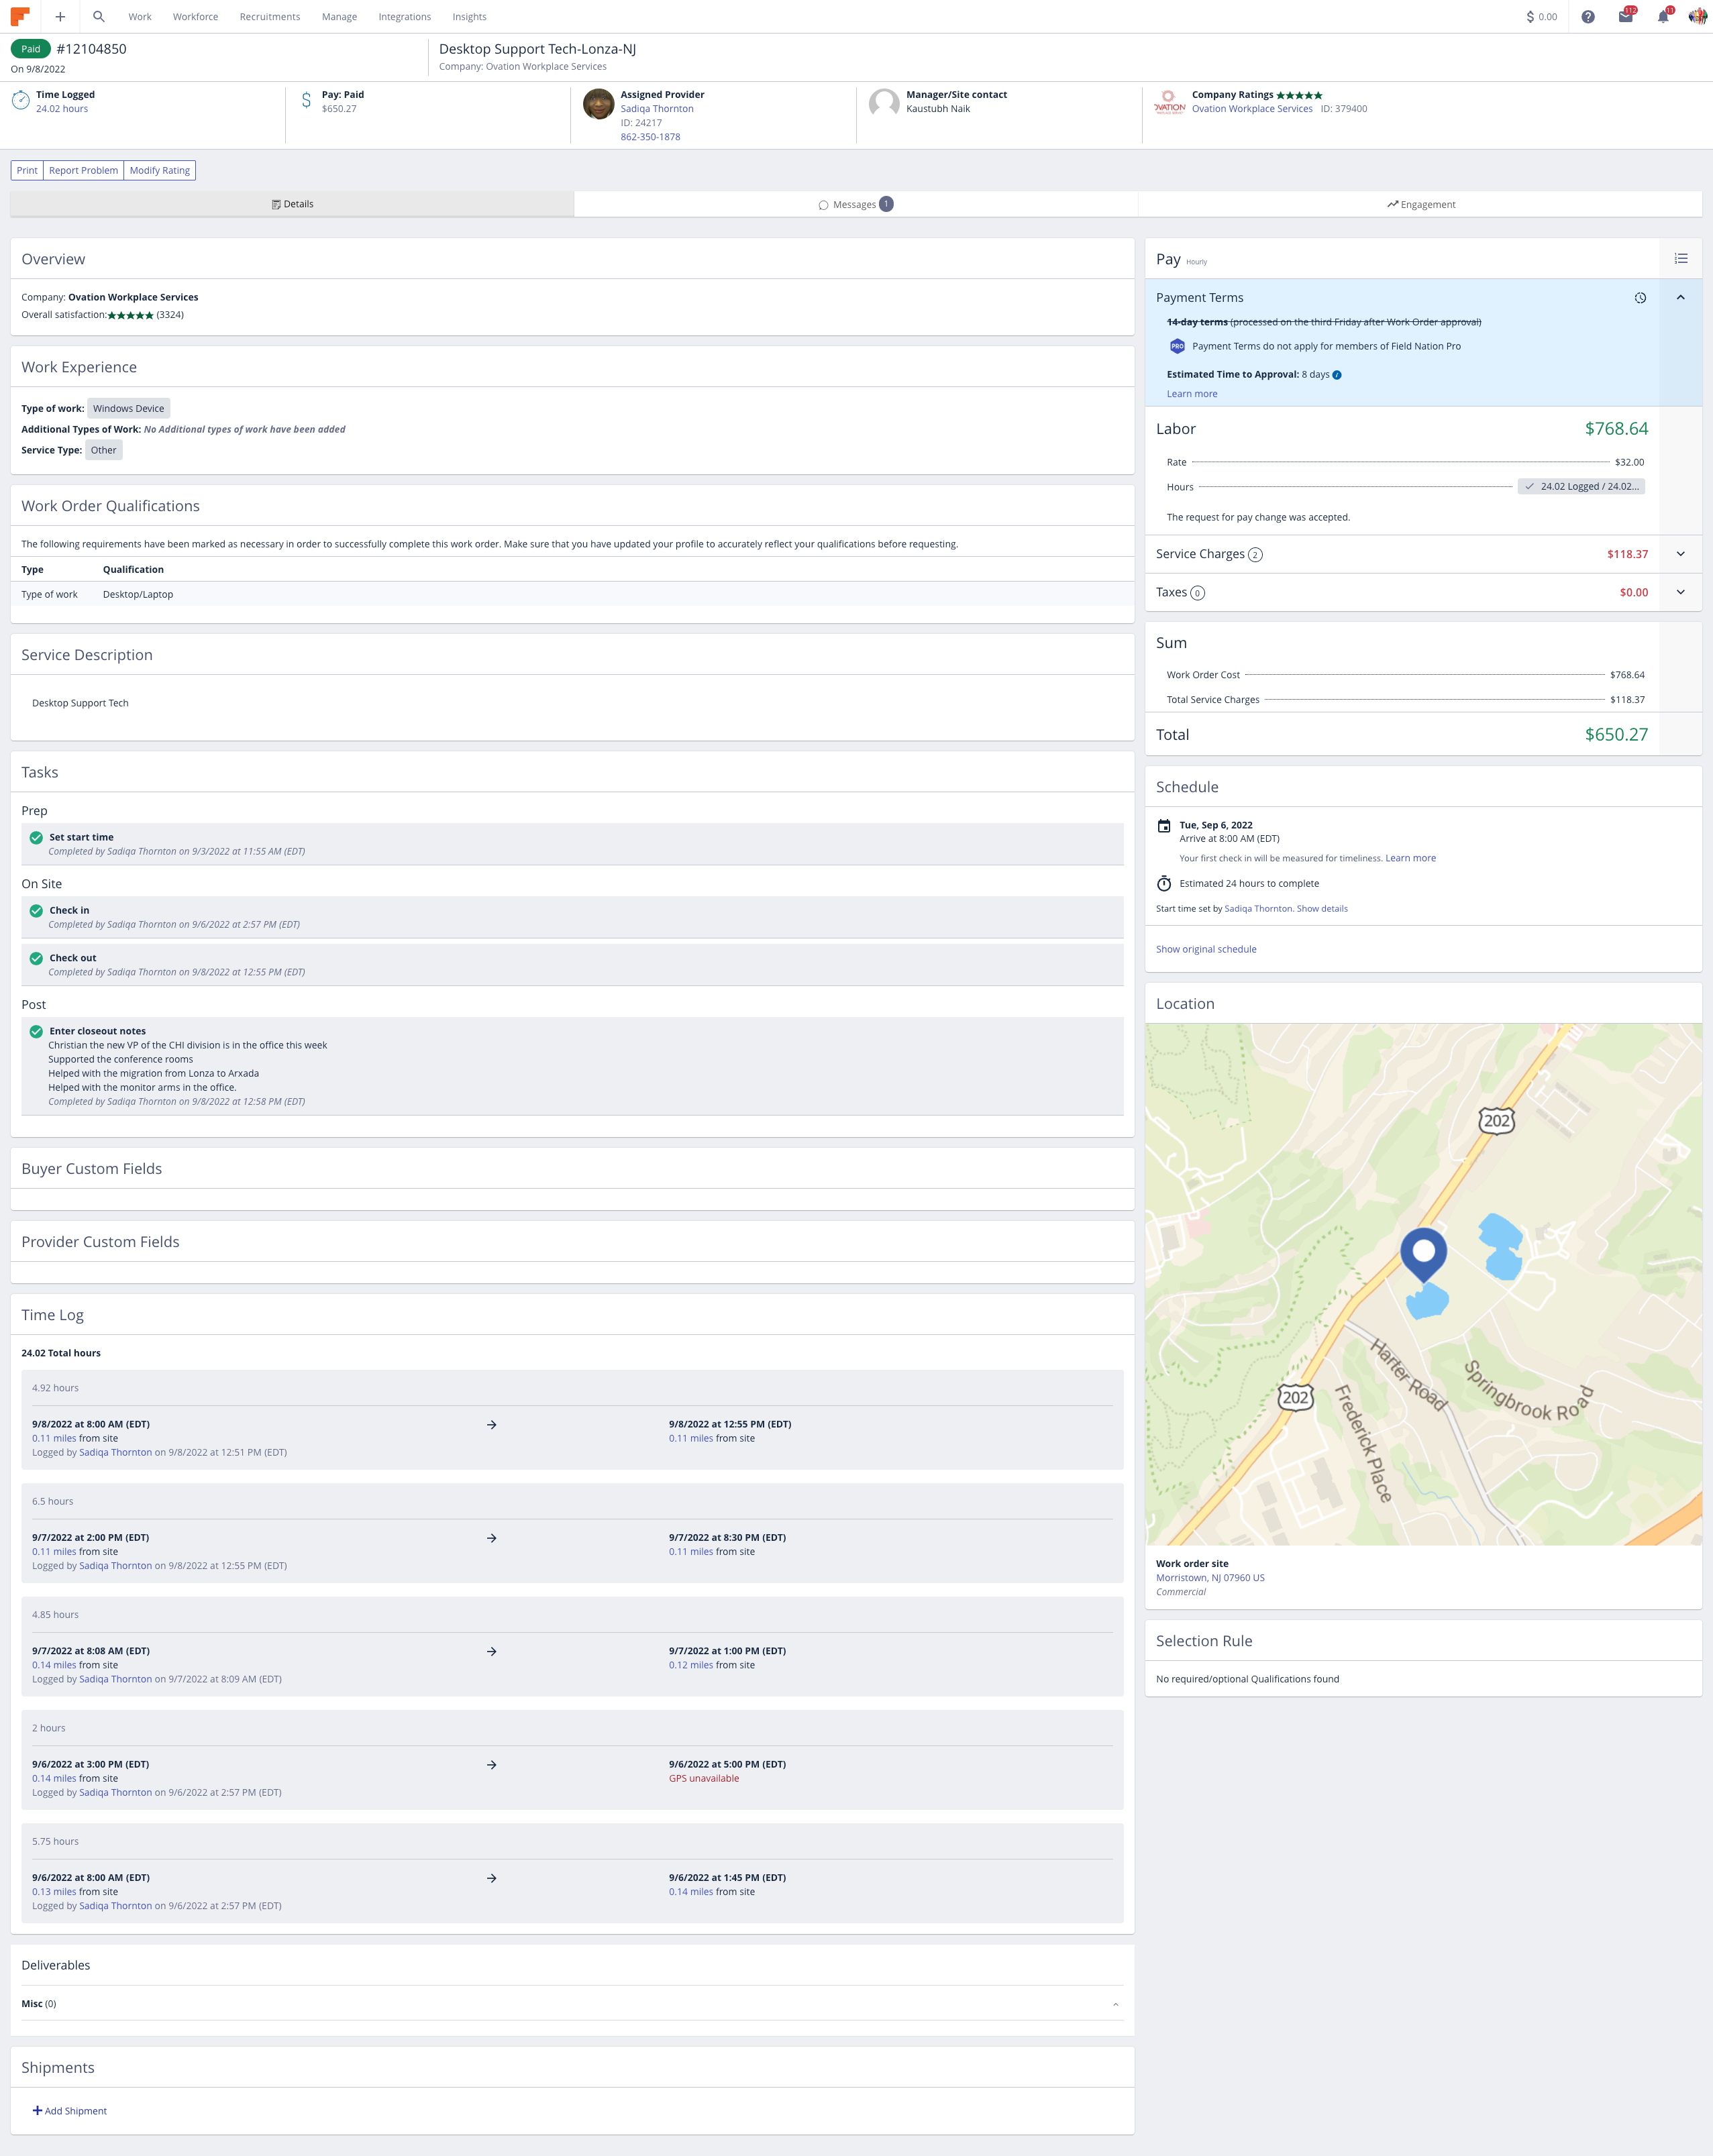 Work
Workforce
Recruitments
Manage
Integrations
Insights
$ 0.00
112
11
Paid
#12104850
On 9/8/2022
Desktop Support Tech-Lonza-NJ
Company: Ovation Workplace Services
Time Logged
24.02 hours
Pay: Paid
$650.27
Assigned Provider
Sadiqa Thornton
ID: 24217
862-350-1878
Manager/Site contact
Kaustubh Naik
OVATION
Company Ratings
Ovation Workplace Services ID: 379400
Print
Report Problem
Modify Rating
Details
Messages 1
Engagement
Overview
Company: Ovation Workplace Services
Overall satisfaction: (3324)
Work Experience
Type of work: Windows Device
Additional Types of Work: No Additional types of work have been added
Service Type: Other
Work Order Qualifications
The following requirements have been marked as necessary in order to successfully complete this work order. Make sure that you have updated your profile to accurately reflect your qualifications before requesting.
Type Qualification
Type of work Desktop/Laptop
Service Description
Desktop Support Tech
Tasks
Prep
Set start time
Completed by Sadiqa Thornton on 9/3/2022 at 11:55 AM (EDT)
On Site
Check in
Completed by Sadiqa Thornton on 9/6/2022 at 2:57 PM (EDT)
Check out
Completed by Sadiqa Thornton on 9/8/2022 at 12:55 PM (EDT)
Post
Enter closeout notes
Christian the new VP of the CHI division is in the office this week
Supported the conference rooms
Helped with the migration from Lonza to Arxada
Helped with the monitor arms in the office.
Completed by Sadiqa Thornton on 9/8/2022 at 12:58 PM (EDT)
Buyer Custom Fields
Provider Custom Fields
Time Log
24.02 Total hours
4.92 hours
9/8/2022 at 8:00 AM (EDT)
0.11 miles from site
Logged by Sadiqa Thornton on 9/8/2022 at 12:51 PM (EDT)
9/8/2022 at 12:55 PM (EDT)
0.11 miles from site
6.5 hours
9/7/2022 at 2:00 PM (EDT)
0.11 miles from site
Logged by Sadiqa Thornton on 9/8/2022 at 12:55 PM (EDT)
9/7/2022 at 8:30 PM (EDT)
0.11 miles from site
4.85 hours
9/7/2022 at 8:08 AM (EDT)
0.14 miles from site
Logged by Sadiqa Thornton on 9/7/2022 at 8:09 AM (EDT)
9/7/2022 at 1:00 PM (EDT)
0.12 miles from site
2 hours
9/6/2022 at 3:00 PM (EDT)
0.14 miles from site
Logged by Sadiqa Thornton on 9/6/2022 at 2:57 PM (EDT)
9/6/2022 at 5:00 PM (EDT)
GPS unavailable
5.75 hours
9/6/2022 at 8:00 AM (EDT)
0.13 miles from site
Logged by Sadiqa Thornton on 9/6/2022 at 2:57 PM (EDT)
9/6/2022 at 1:45 PM (EDT)
0.14 miles from site
Deliverables
Misc (0)
Shipments
Add Shipment
Pay Hourly
Payment Terms
14-day terms (processed on the third Friday after Work Order approval)
PRO Payment Terms do not apply for members of Field Nation Pro
Estimated Time to Approval: 8 days
Learn more
Labor $768.64
Rate $32.00
Hours 24.02 Logged / 24.02...
The request for pay change was accepted.
Service Charges 2 $118.37
Taxes 0 $0.00
Sum
Work Order Cost $768.64
Total Service Charges $118.37
Total $650.27
Schedule
Tue, Sep 6, 2022
Arrive at 8:00 AM (EDT)
Your first check in will be measured for timeliness. Learn more
Estimated 24 hours to complete
Start time set by Sadiqa Thornton. Show details
Show original schedule
Location
202
202
Harter Road
Springbrook Road
Frederick Place
Work order site
Morristown, NJ 07960 US
Commercial
Selection Rule
No required/optional Qualifications found